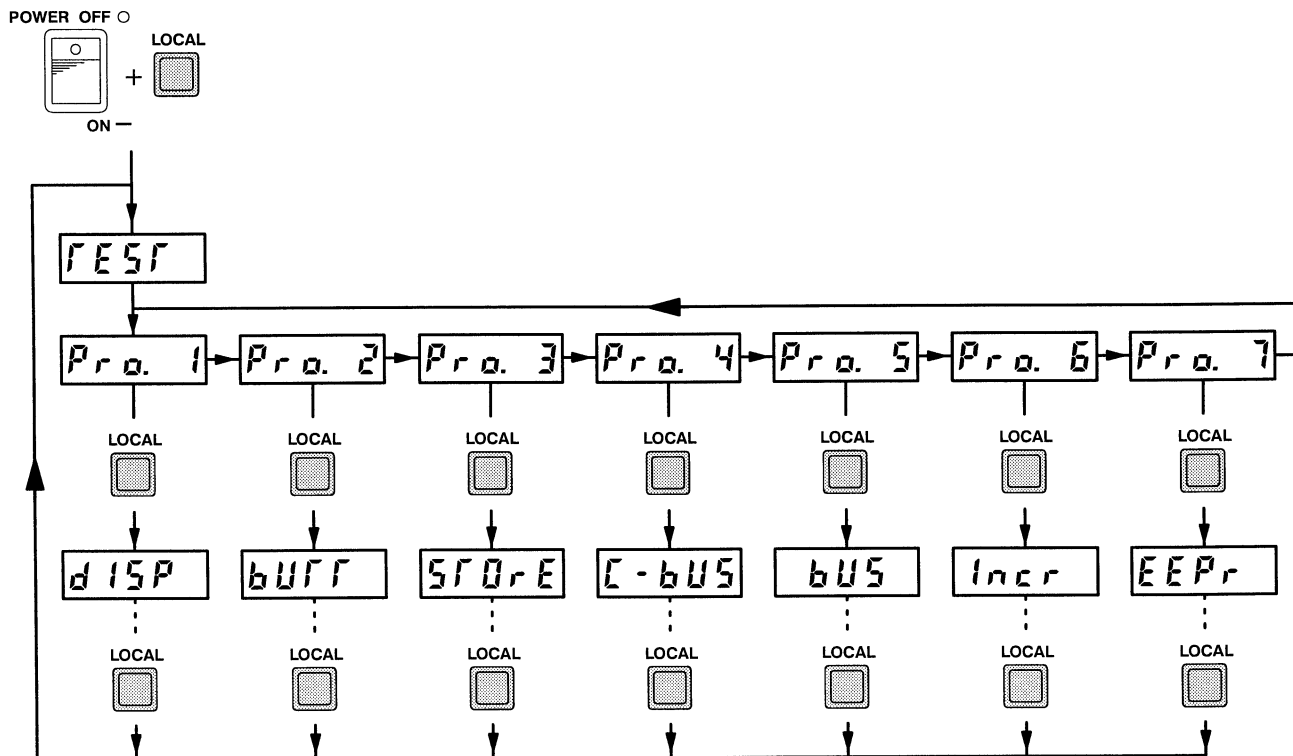 POWER OFF
LOCAL
+
ON
TEST
Pro. 1 Pro. 2 Pro. 3 Pro. 4 Pro. 5 Pro. 6 Pro. 7
LOCAL LOCAL LOCAL LOCAL LOCAL LOCAL LOCAL
dISP bUTT STOrE C-bUS bUS Incr EEPr
LOCAL LOCAL LOCAL LOCAL LOCAL LOCAL LOCAL